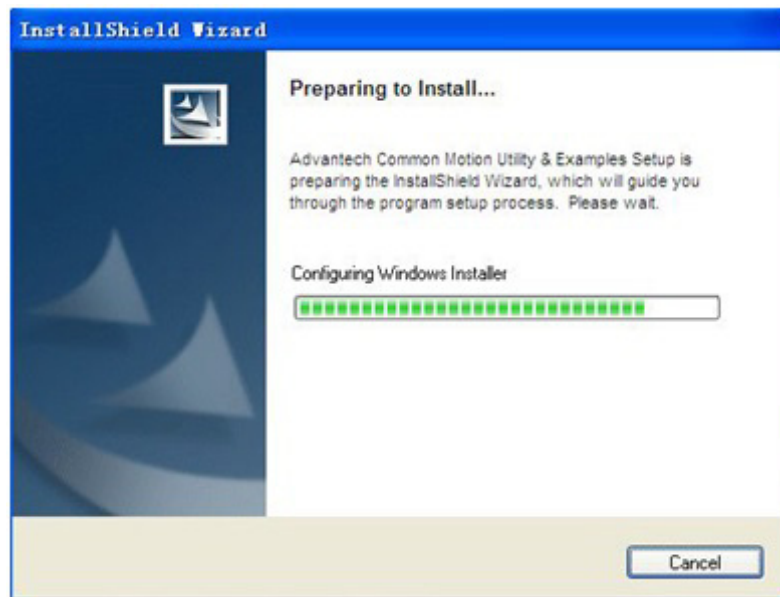 InstallShield Wizard
Preparing to Install...
Advantech Common Motion Utility & Examples Setup is
preparing the InstallShield Wizard, which will guide you
through the program setup process. Please wait.
Configuring Windows Installer
Cancel